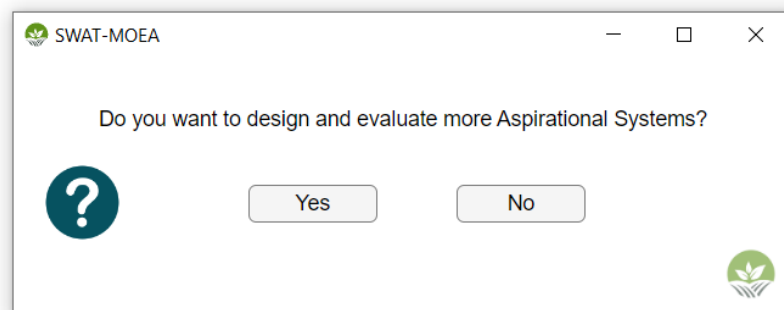 SWAT-MOEA
Do you want to design and evaluate more Aspirational Systems?
?
Yes
No